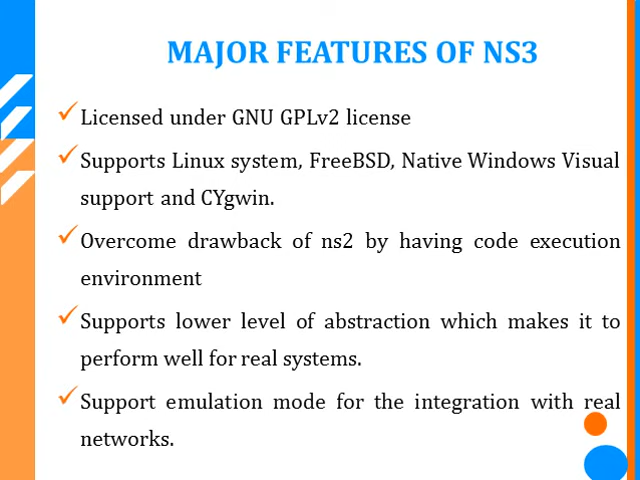 MAJOR FEATURES OF NS3
Licensed under GNU GPLv2 license
Supports Linux system, FreeBSD, Native Windows Visual
support and CYgwin.
Overcome drawback of ns2 by having code execution
environment
Supports lower level of abstraction which makes it to
perform well for real systems.
Support emulation mode for the integration with real
networks.